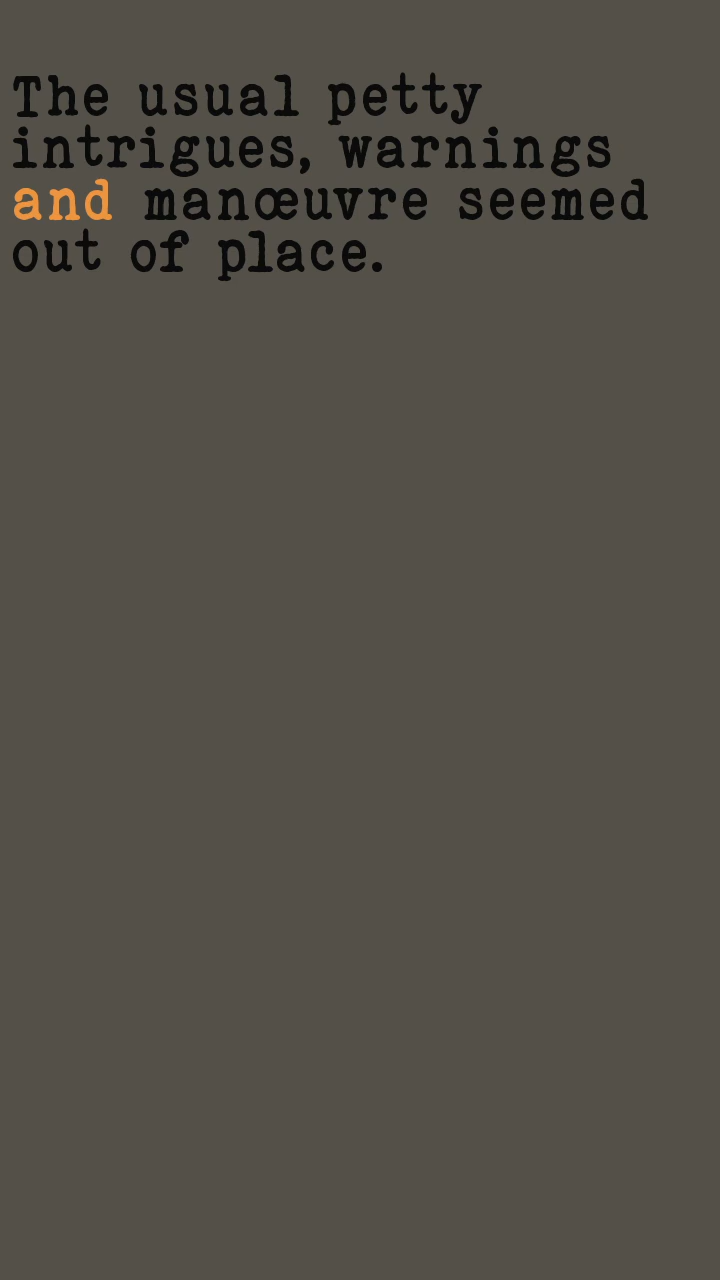 The usual petty
intrigues, warnings
and manœuvre seemed
out of place.